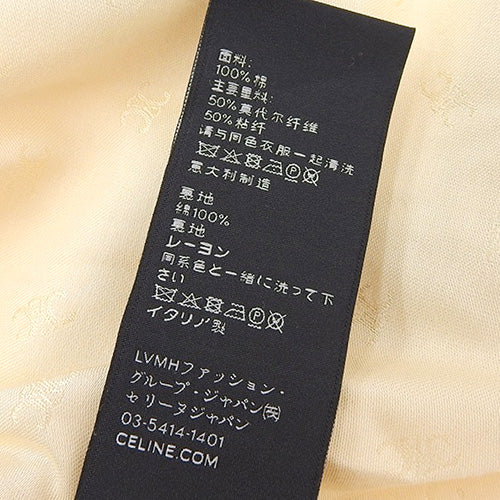 面料:
100%棉
主要里料:
50%莫代尔纤维
50%粘纤
请与同色衣服一起清洗
意大利制造
裏地
綿100%
裏地
レーヨン
同系色と一緒に洗って下
さい
イタリア製
LVMHファッション・
グループ・ジャパン㈱
セリーヌジャパン
03-5414-1401
CELINE.COM